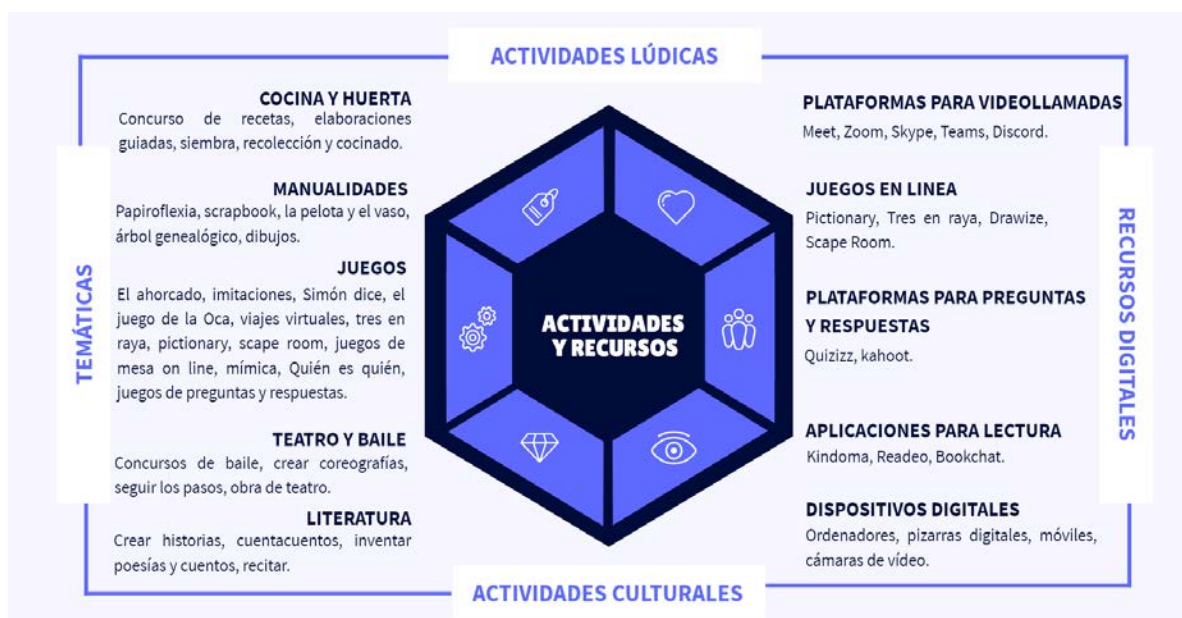 ACTIVIDADES LÚDICAS
TEMÁTICAS
COCINA Y HUERTA
Concurso de recetas, elaboraciones
guiadas, siembra, recolección y cocinado.
MANUALIDADES
Papiroflexia, scrapbook, la pelota y el vaso,
árbol genealógico, dibujos.
JUEGOS
El ahorcado, imitaciones, Simón dice, el
juego de la Oca, viajes virtuales, tres en
raya, pictionary, scape room, juegos de
mesa on line, mímica, Quién es quién,
juegos de preguntas y respuestas.
TEATRO Y BAILE
Concursos de baile, crear coreografías,
seguir los pasos, obra de teatro.
LITERATURA
Crear historias, cuentacuentos, inventar
poesías y cuentos, recitar.
ACTIVIDADES
Y RECURSOS
PLATAFORMAS PARA VIDEOLLAMADAS
Meet, Zoom, Skype, Teams, Discord.
JUEGOS EN LINEA
Pictionary, Tres en raya, Drawize,
Scape Room.
PLATAFORMAS PARA PREGUNTAS
Y RESPUESTAS
Quizizz, kahoot.
APLICACIONES PARA LECTURA
Kindoma, Readeo, Bookchat.
DISPOSITIVOS DIGITALES
Ordenadores, pizarras digitales, móviles,
cámaras de vídeo.
RECURSOS DIGITALES
ACTIVIDADES CULTURALES